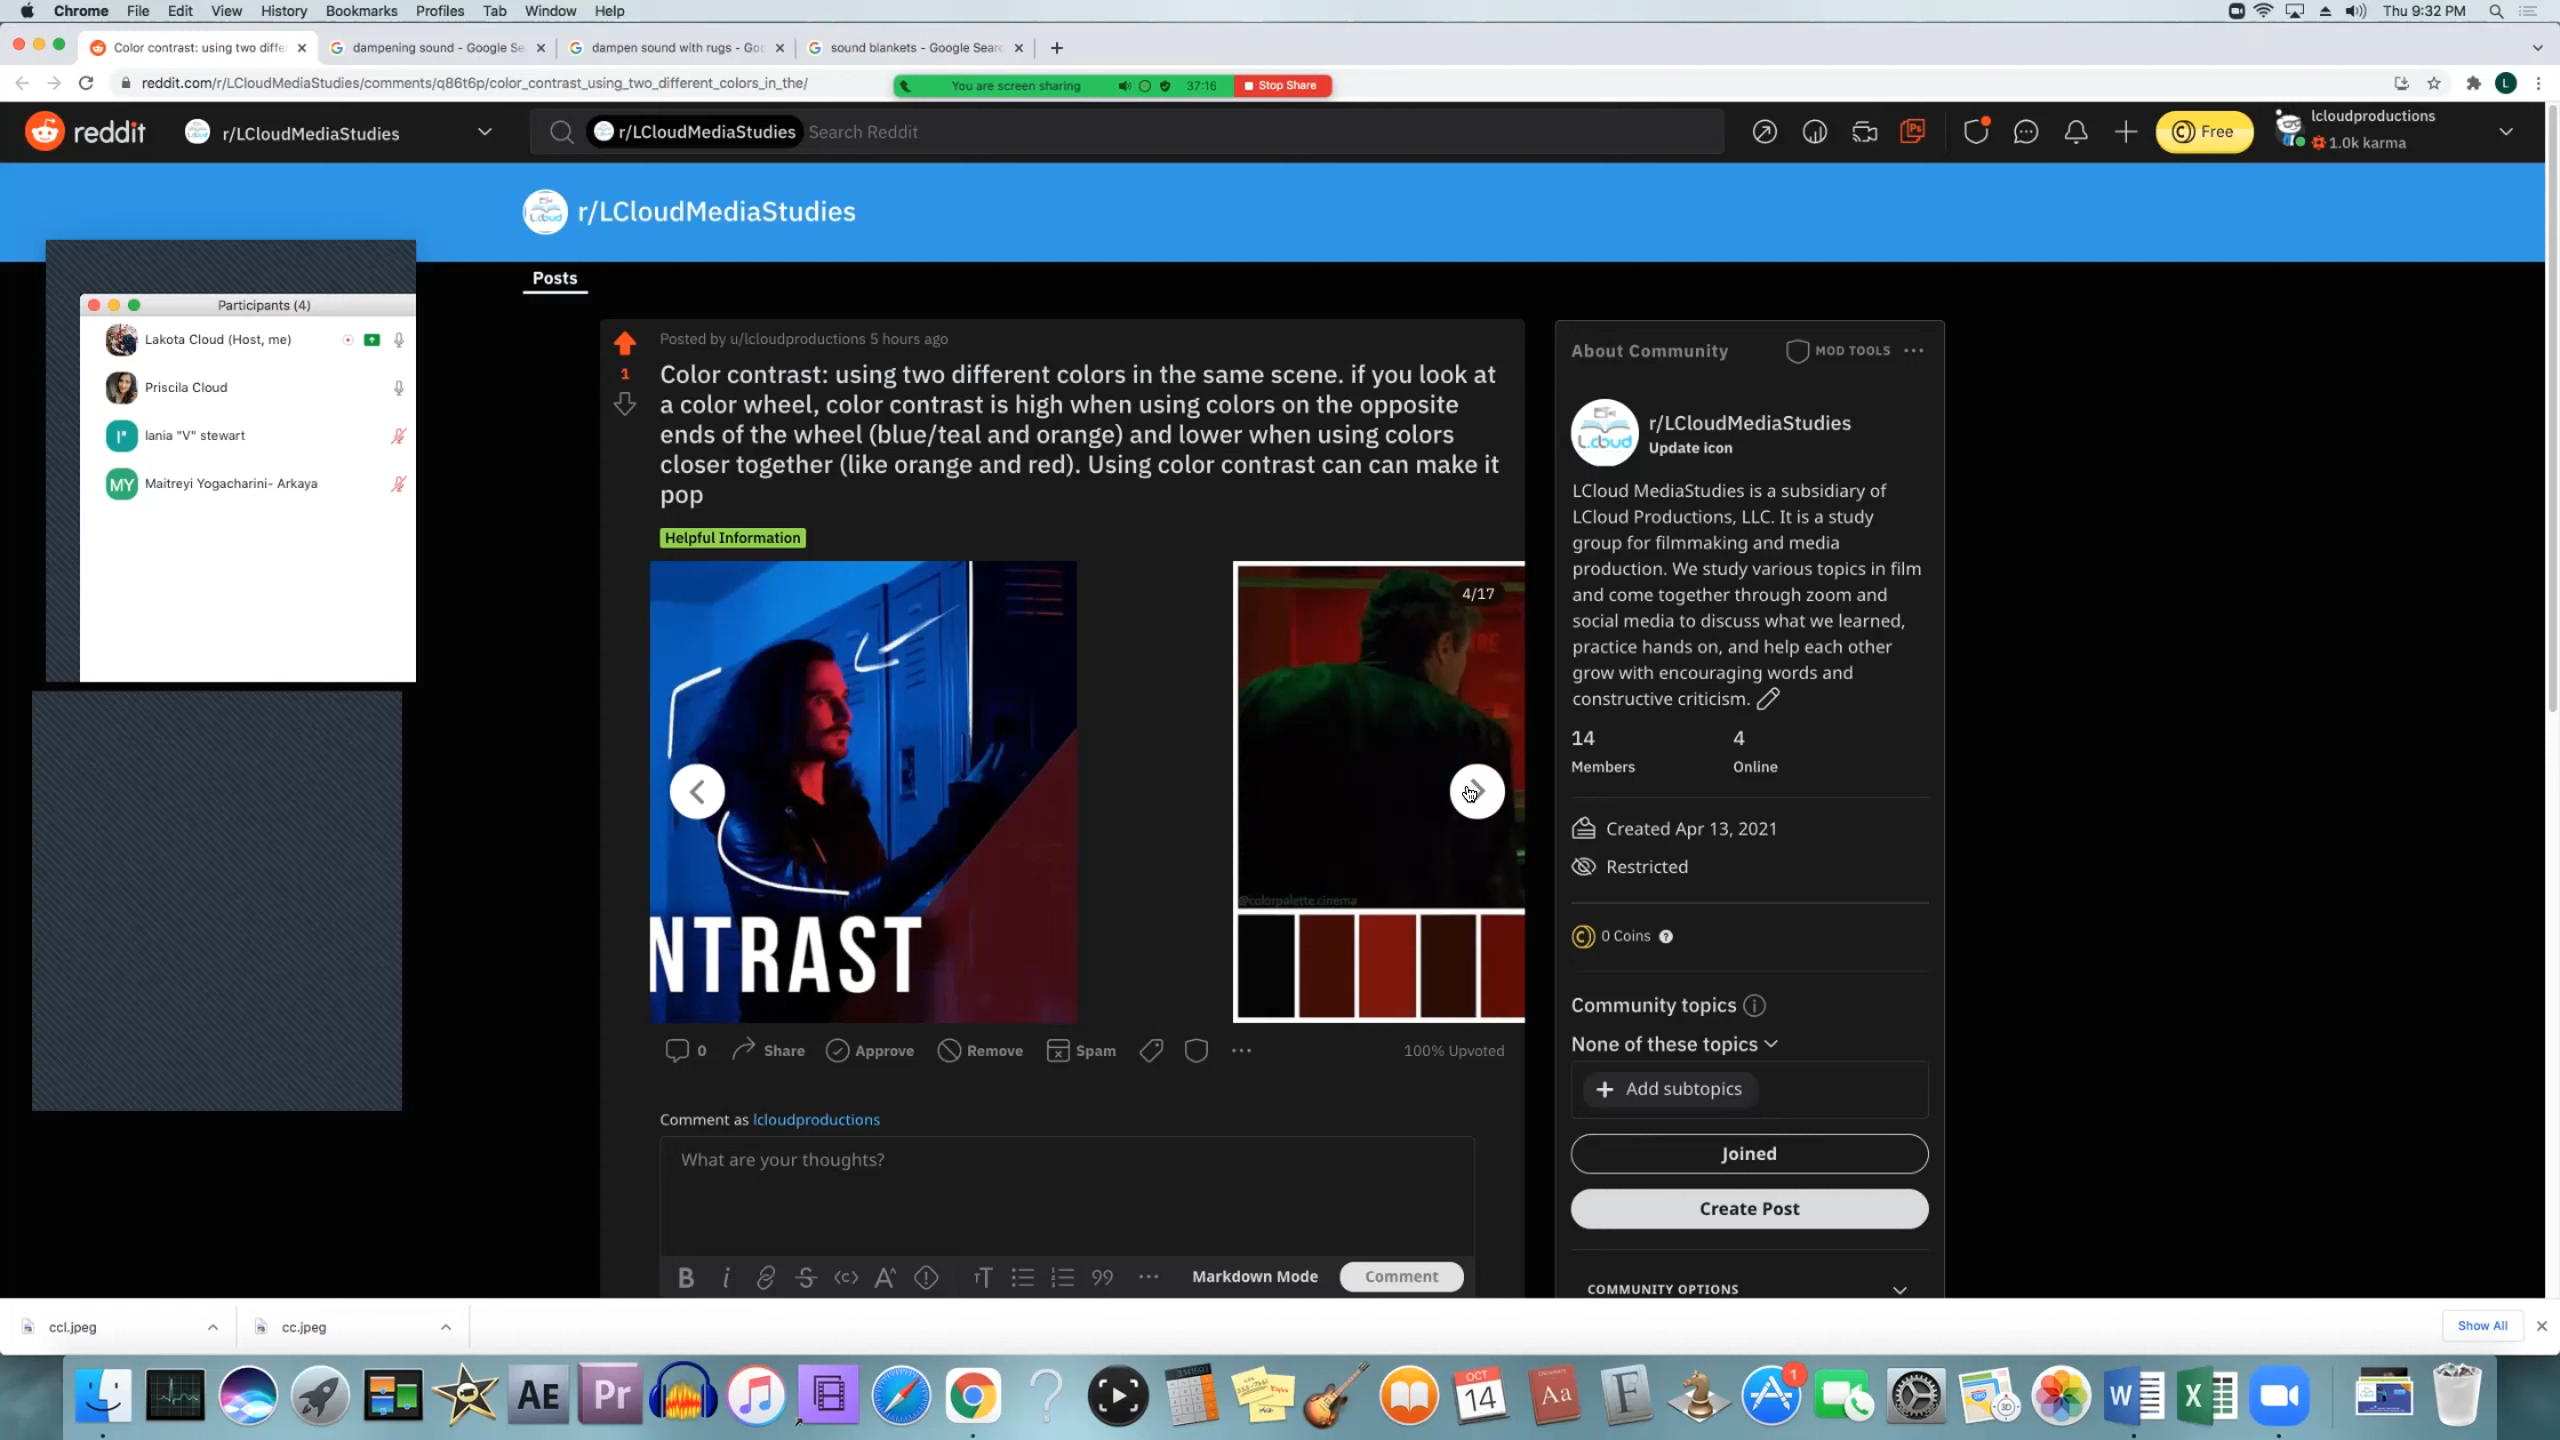 Chrome File Edit View History Bookmarks Profiles Tab Window Help
Thu 9:32 PM
Color contrast: using two diffe
dampening sound - Google Se
dampen sound with rugs - Goo
sound blankets - Google Searc
reddit.com/r/LCloudMediaStudies/comments/q86t6p/color_contrast_using_two_different_colors_in_the/
You are screen sharing
37:16
Stop Share
L
reddit
r/LCloudMediaStudies
r/LCloudMediaStudies
Search Reddit
Free
lcloudproductions
1.0k karma
r/LCloudMediaStudies
Posts
Participants (4)
Lakota Cloud (Host, me)
Priscila Cloud
I"
Iania "V" stewart
MY
Maitreyi Yogacharini- Arkaya
Posted by u/lcloudproductions 5 hours ago
1
Color contrast: using two different colors in the same scene. if you look at
a color wheel, color contrast is high when using colors on the opposite
ends of the wheel (blue/teal and orange) and lower when using colors
closer together (like orange and red). Using color contrast can can make it
pop
Helpful Information
NTRAST
4/17
@colorpalette.cinema
0
Share
Approve
Remove
Spam
100% Upvoted
Comment as lcloudproductions
What are your thoughts?
Markdown Mode
Comment
About Community
MOD TOOLS
L.cloud
r/LCloudMediaStudies
Update icon
LCloud MediaStudies is a subsidiary of
LCloud Productions, LLC. It is a study
group for filmmaking and media
production. We study various topics in film
and come together through zoom and
social media to discuss what we learned,
practice hands on, and help each other
grow with encouraging words and
constructive criticism.
14
Members
4
Online
Created Apr 13, 2021
Restricted
0 Coins
Community topics
None of these topics
Add subtopics
Joined
Create Post
COMMUNITY OPTIONS
ccl.jpeg
cc.jpeg
Show All
AE
Pr
OCT
14
Aa
F
1
W
X